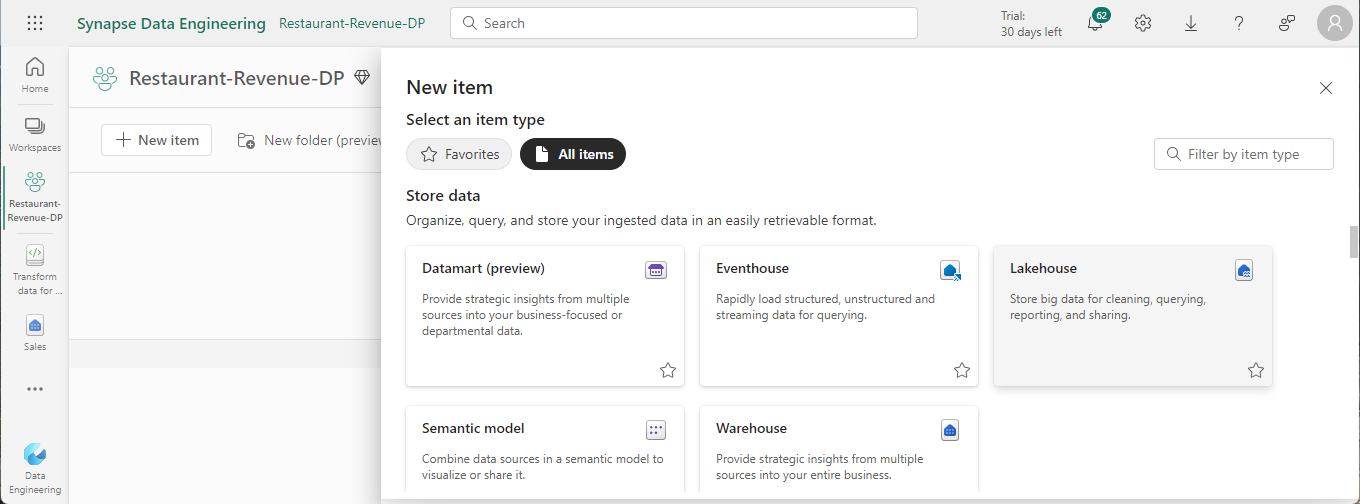 Synapse Data Engineering
Restaurant-Revenue-DP
Search
Trial:
30 days left
62
Home
Workspaces
Restaurant-
Revenue-DP
Transform
data for ...
Sales
Data
Engineering
Restaurant-Revenue-DP
New item
New folder (preview
New item
Select an item type
Favorites
All items
Filter by item type
Store data
Organize, query, and store your ingested data in an easily retrievable format.
Datamart (preview)
Provide strategic insights from multiple
sources into your business-focused or
departmental data.
Eventhouse
Rapidly load structured, unstructured and
streaming data for querying.
Lakehouse
Store big data for cleaning, querying,
reporting, and sharing.
Semantic model
Combine data sources in a semantic model to
visualize or share it.
Warehouse
Provide strategic insights from multiple
sources into your entire business.